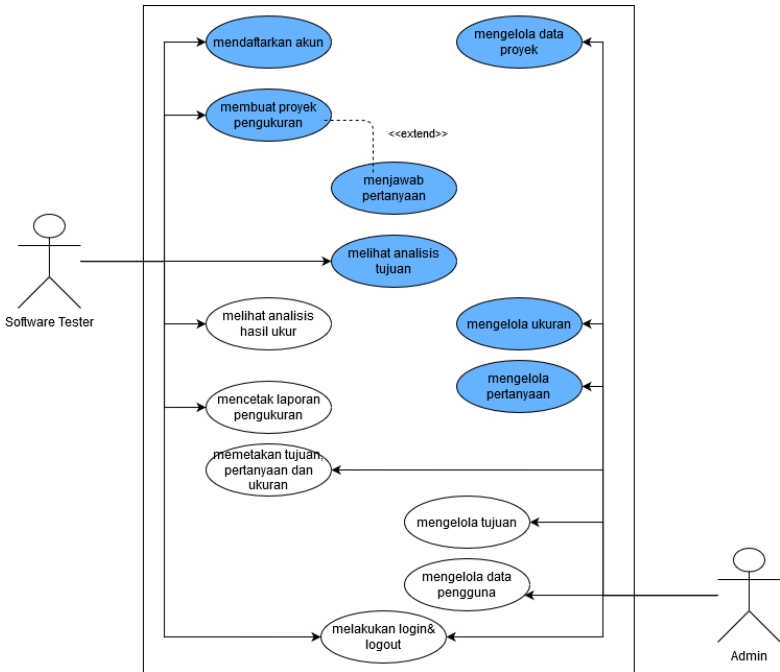 mendaftarkan akun
mengelola data
proyek
membuat proyek
pengukuran
<<extend>>
menjawab
pertanyaan
melihat analisis
tujuan
Software Tester
melihat analisis
hasil ukur
mengelola ukuran
mengelola
pertanyaan
mencetak laporan
pengukuran
memetakan tujuan,
pertanyaan dan
ukuran
mengelola tujuan
mengelola data
pengguna
melakukan login&
logout
Admin